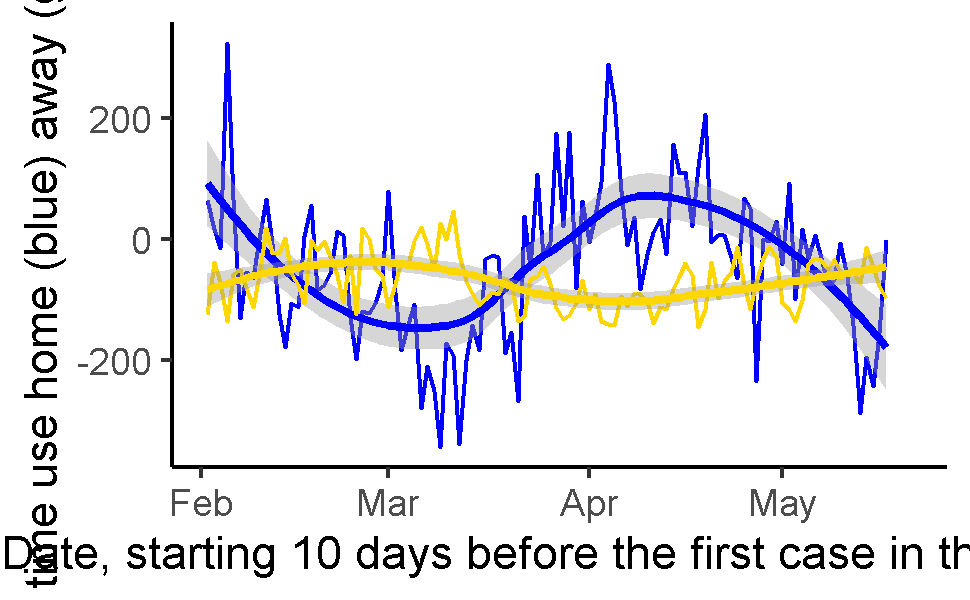 time use home (blue) away (
200
0
-200
Feb Mar Apr May
Date, starting 10 days before the first case in th